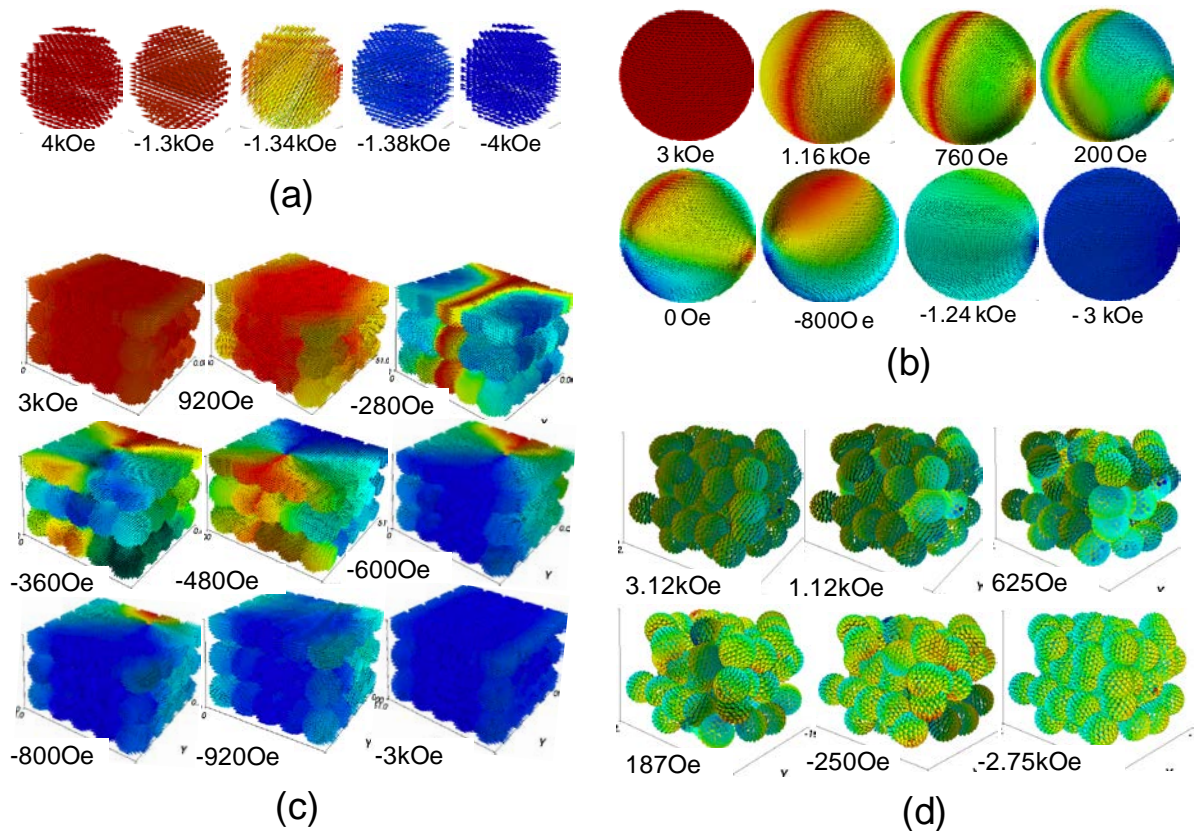 4kOe
-1.3kOe
-1.34kOe
-1.38kOe
-4kOe
(a)
3 kOe
1.16 kOe
760 Oe
200 Oe
0 Oe
-800O e
-1.24 kOe
- 3 kOe
(b)
3kOe
920Oe
-280Oe
Y
-360Oe
-480Oe
-600Oe
Y
-800Oe
Y
-920Oe
Y
-3kOe
Y
(c)
3.12kOe
1.12kOe
625Oe
Y
187Oe
Y
-250Oe
Y
-2.75kOe
Y
(d)